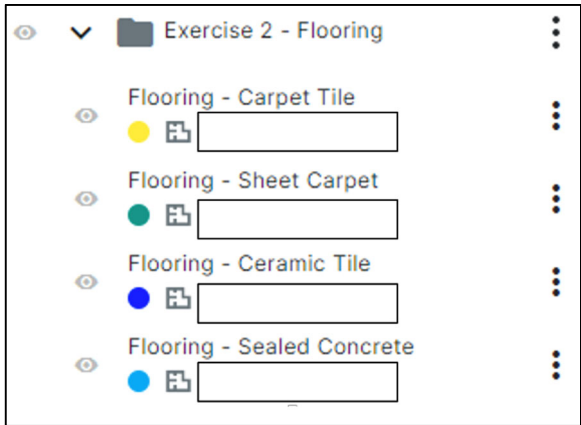 Exercise 2 - Flooring
Flooring - Carpet Tile
Flooring - Sheet Carpet
Flooring - Ceramic Tile
Flooring - Sealed Concrete